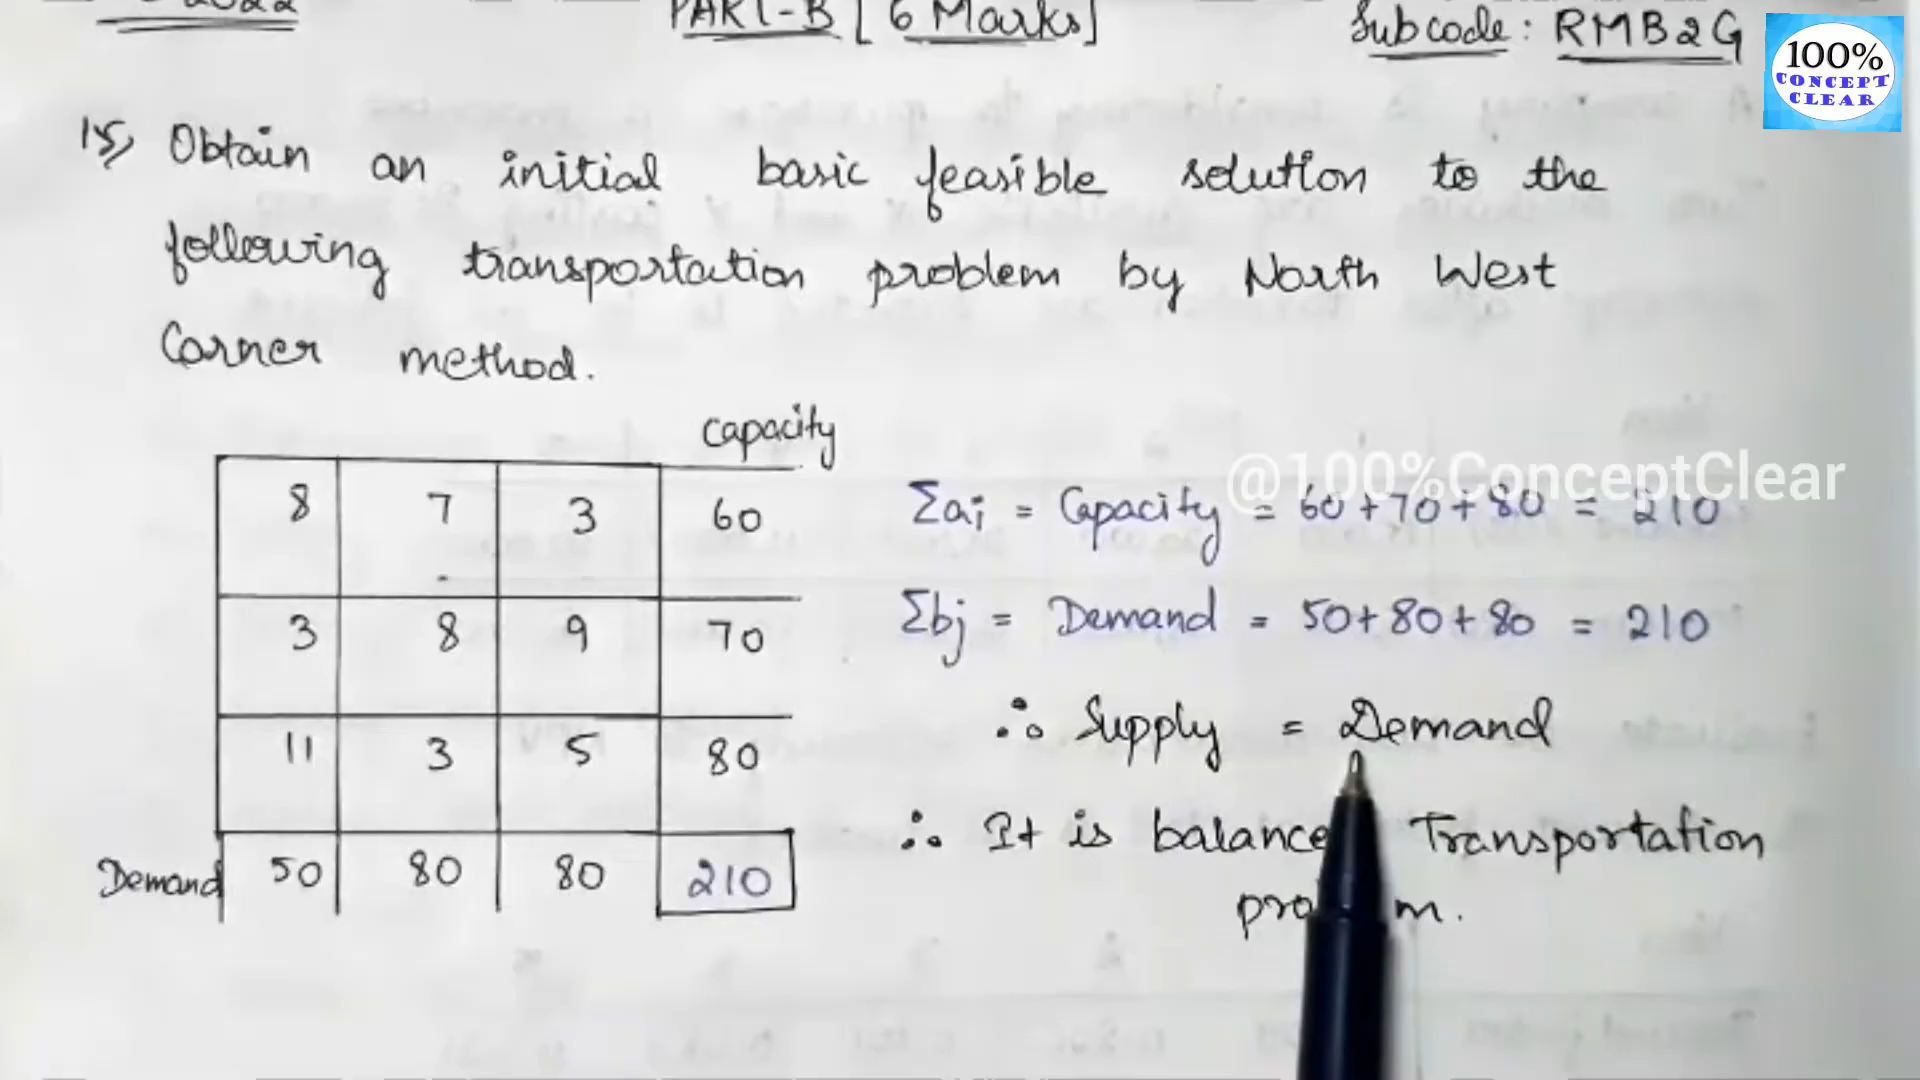 2022
PART-B [ 6 Marks]
Subcode: RMB2G
100%
CONCEPT
CLEAR
15, Obtain an initial basic feasible solution to the
following transportation problem by North West
Corner method.
capacity
8 7 3 60
3 8 9 70
11 3 5 80
Demand 50 80 80 210
@100%ConceptClear
Σai = Capacity = 60+70+80 = 210
Σbj = Demand = 50+80+80 = 210
∴ Supply = Demand
∴ It is balance Transportation
pro m.